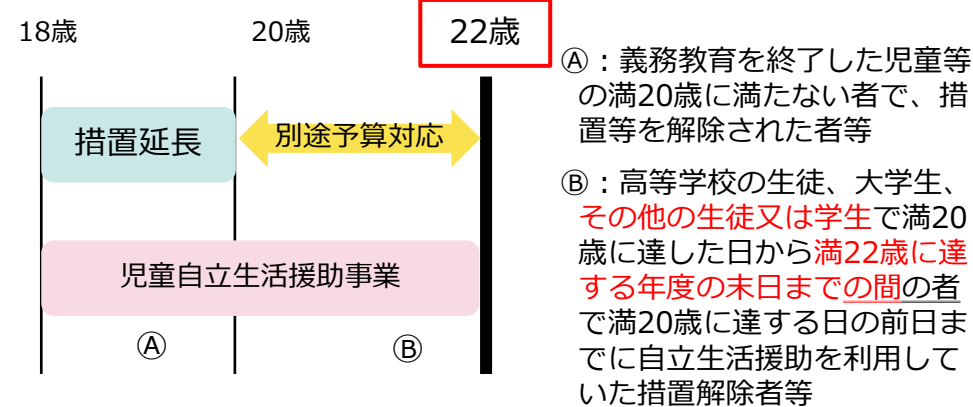 18歳
20歳
22歳
措置延長
別途予算対応
児童自立生活援助事業
Ⓐ
Ⓑ
Ⓐ：義務教育を終了した児童等
の満20歳に満たない者で、措
置等を解除された者等
Ⓑ：高等学校の生徒、大学生、
その他の生徒又は学生で満20
歳に達した日から満22歳に達
する年度の末日までの間の者
で満20歳に達する日の前日ま
でに自立生活援助を利用して
いた措置解除者等